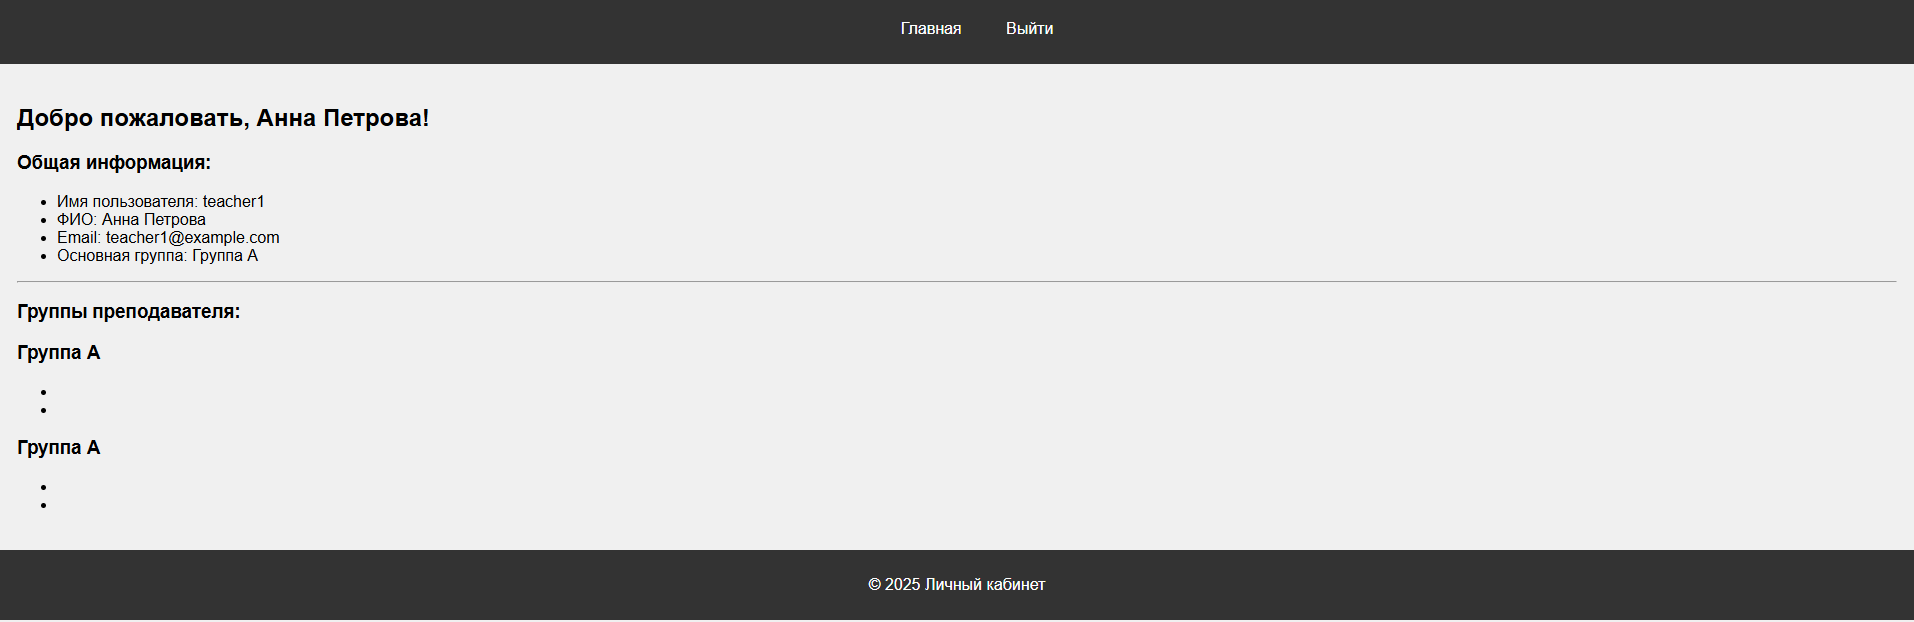 Главная Выйти
Добро пожаловать, Анна Петрова!
Общая информация:
Имя пользователя: teacher1
ФИО: Анна Петрова
Email: teacher1@example.com
Основная группа: Группа А
Группы преподавателя:
Группа А
Группа А
© 2025 Личный кабинет